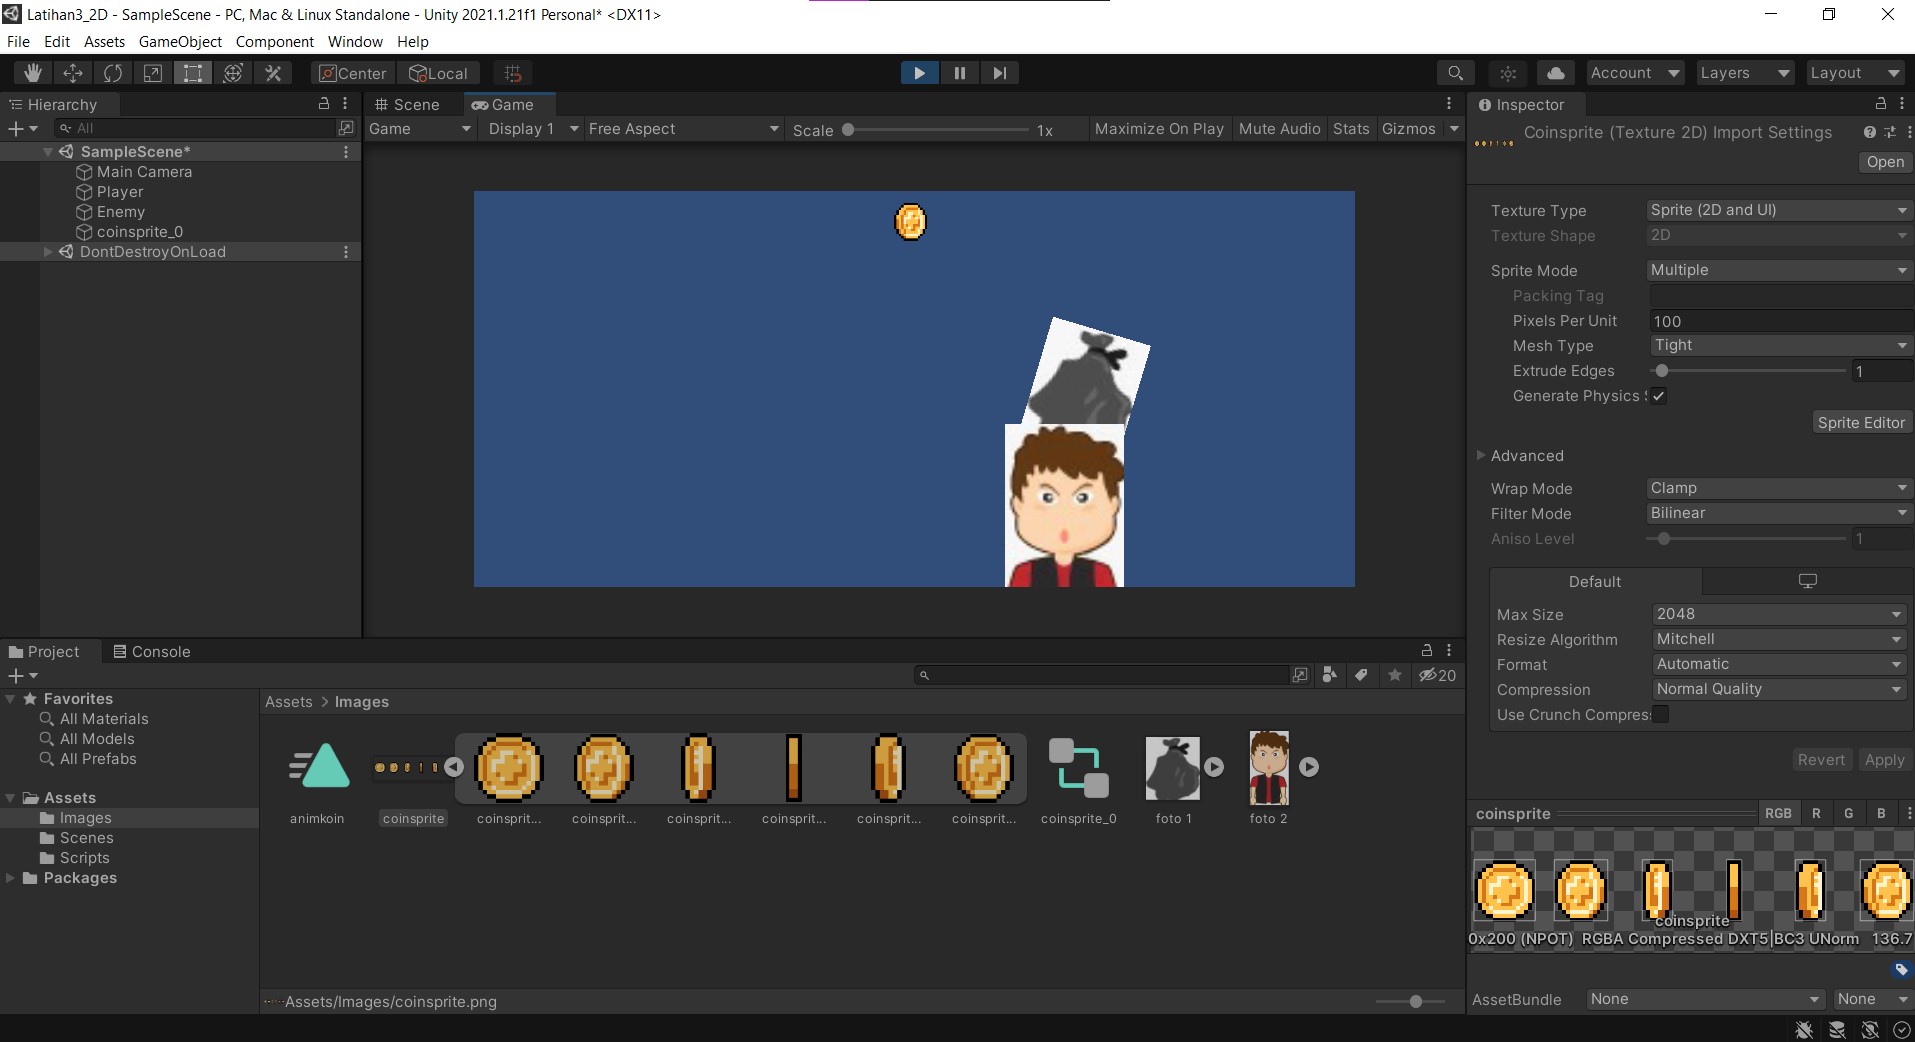 Latihan3_2D - SampleScene - PC, Mac & Linux Standalone - Unity 2021.1.21f1 Personal* <DX11>
File Edit Assets GameObject Component Window Help
Center Local Account Layers Layout
Hierarchy
All
SampleScene*
Main Camera
Player
Enemy
coinsprite_0
DontDestroyOnLoad
Scene Game
Game Display 1 Free Aspect Scale 1x Maximize On Play Mute Audio Stats Gizmos
Inspector
Coinsprite (Texture 2D) Import Settings
Open
Texture Type Sprite (2D and UI)
Texture Shape 2D
Sprite Mode Multiple
Packing Tag
Pixels Per Unit 100
Mesh Type Tight
Extrude Edges 1
Generate Physics
Sprite Editor
Advanced
Wrap Mode Clamp
Filter Mode Bilinear
Aniso Level 1
Default
Max Size 2048
Resize Algorithm Mitchell
Format Automatic
Compression Normal Quality
Use Crunch Compres
Revert Apply
Project Console
20
Favorites
All Materials
All Models
All Prefabs
Assets
Images
Scenes
Scripts
Packages
Assets > Images
animkoin coinsprite coinsprit... coinsprit... coinsprit... coinsprit... coinsprit... coinsprit... coinsprite_0 foto 1 foto 2
Assets/Images/coinsprite.png
coinsprite RGB R G B
coinsprite
0x200 (NPOT) RGBA Compressed DXT5|BC3 UNorm 136.7
AssetBundle None None